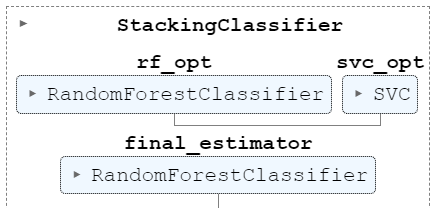 StackingClassifier
rf_opt svc_opt
RandomForestClassifier SVC
final_estimator
RandomForestClassifier